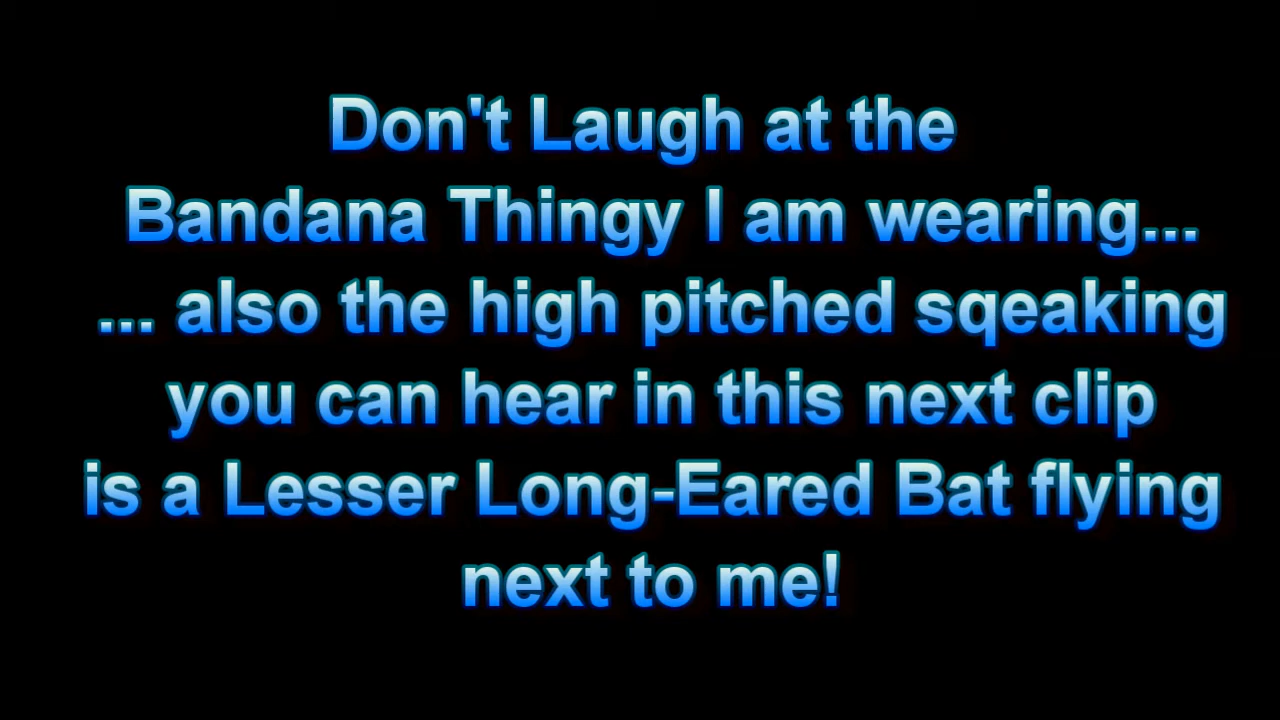 Don't Laugh at the
Bandana Thingy I am wearing...
... also the high pitched sqeaking
you can hear in this next clip
is a Lesser Long-Eared Bat flying
next to me!